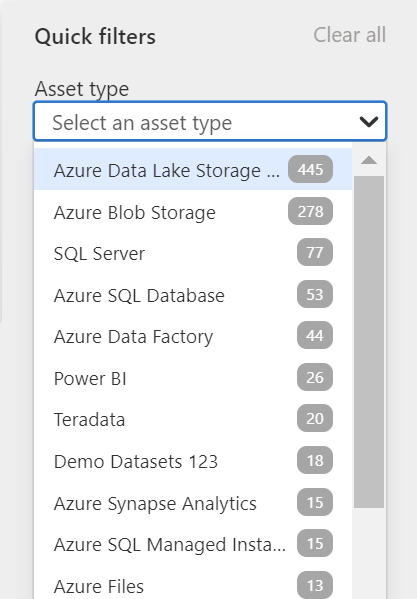 Quick filters Clear all
Asset type
Select an asset type
Azure Data Lake Storage ... 445
Azure Blob Storage 278
SQL Server 77
Azure SQL Database 53
Azure Data Factory 44
Power BI 26
Teradata 20
Demo Datasets 123 18
Azure Synapse Analytics 15
Azure SQL Managed Insta... 15
Azure Files 13